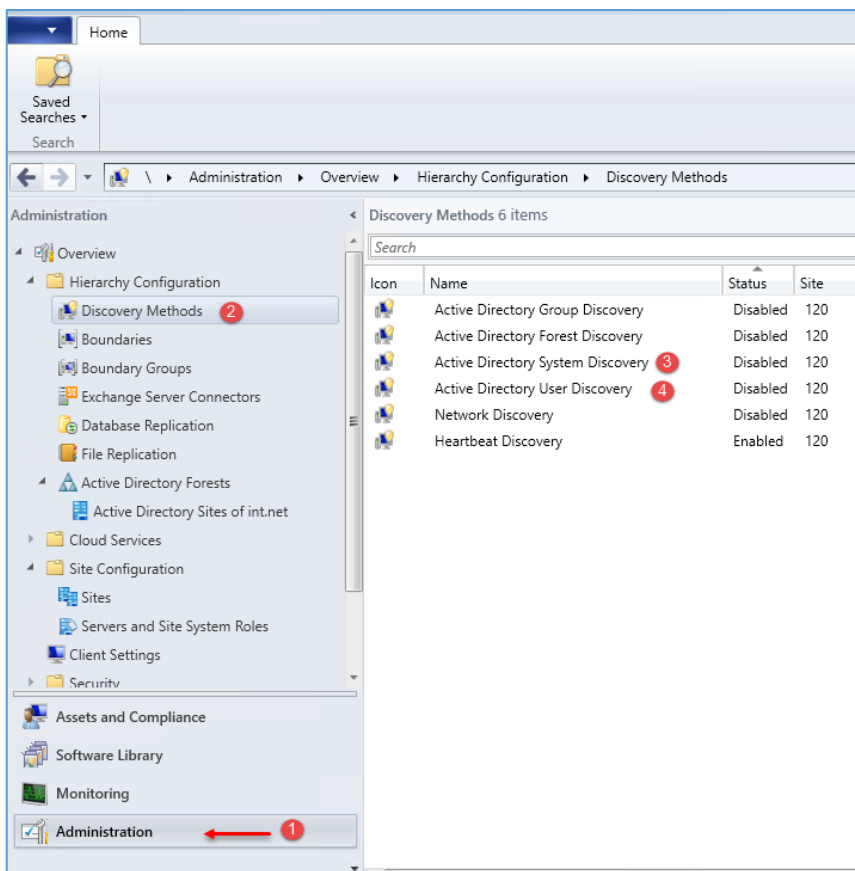 Home
Saved
Searches
Search
\ Administration Overview Hierarchy Configuration Discovery Methods
Administration
Overview
Hierarchy Configuration
Discovery Methods 2
Boundaries
Boundary Groups
Exchange Server Connectors
Database Replication
File Replication
Active Directory Forests
Active Directory Sites of int.net
Cloud Services
Site Configuration
Sites
Servers and Site System Roles
Client Settings
Security
Assets and Compliance
Software Library
Monitoring
Administration 1
Discovery Methods 6 items
Search
Icon Name Status Site
Active Directory Group Discovery Disabled 120
Active Directory Forest Discovery Disabled 120
Active Directory System Discovery 3 Disabled 120
Active Directory User Discovery 4 Disabled 120
Network Discovery Disabled 120
Heartbeat Discovery Enabled 120